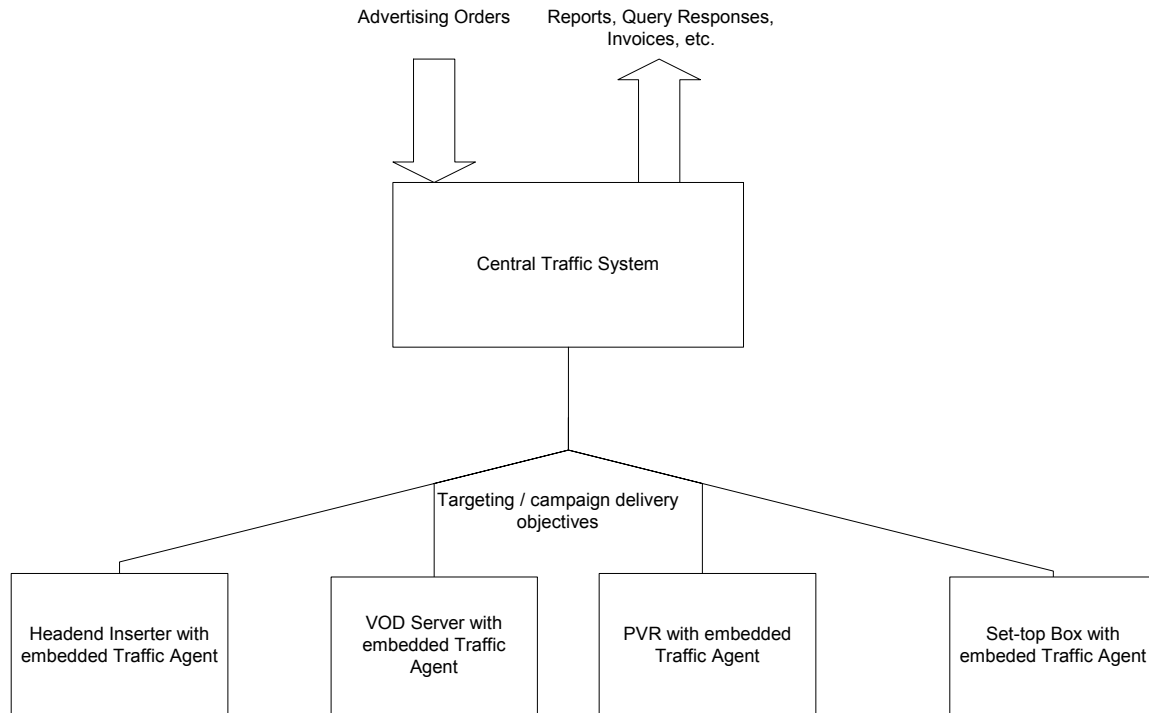 Advertising Orders
Reports, Query Responses,
Invoices, etc.
Central Traffic System
Targeting / campaign delivery
objectives
Headend Inserter with
embedded Traffic Agent
VOD Server with
embedded Traffic
Agent
PVR with embedded
Traffic Agent
Set-top Box with
embeded Traffic Agent